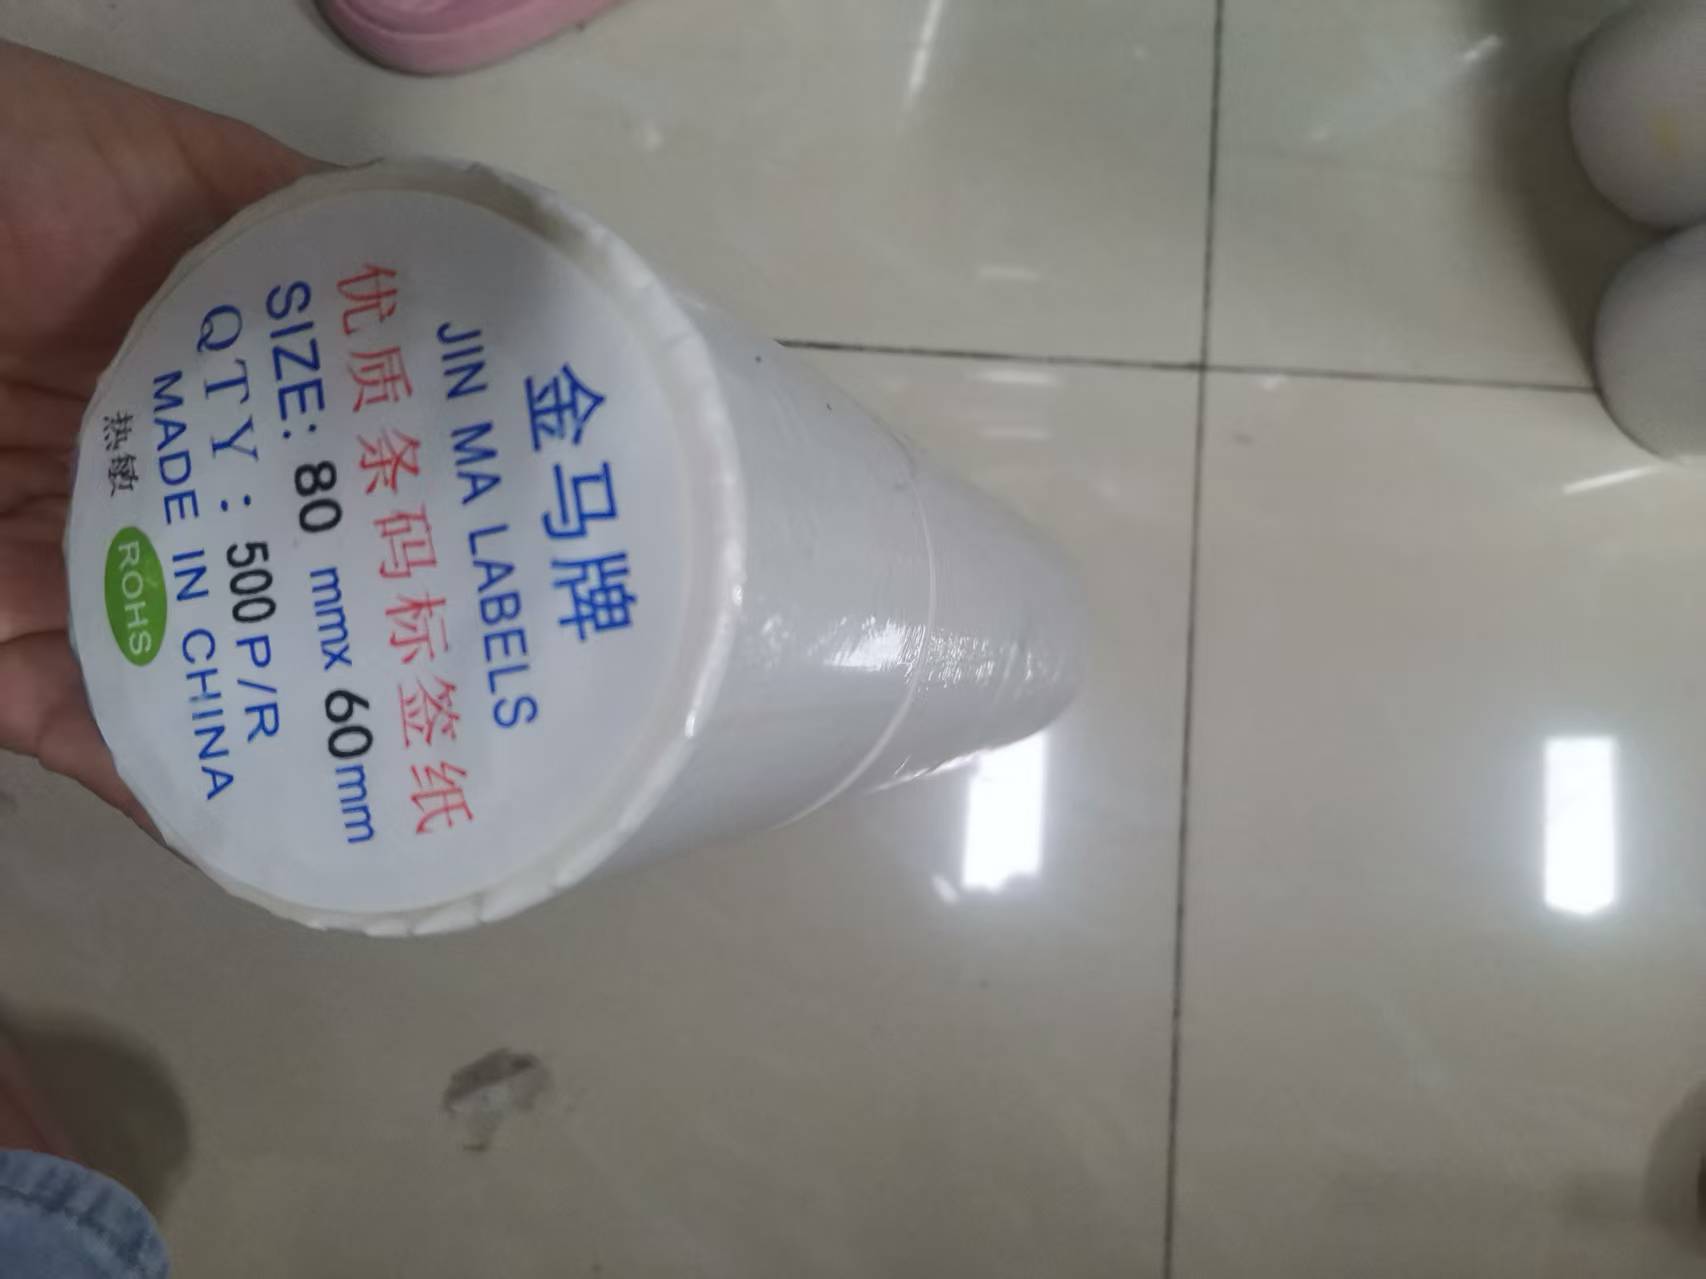 金马牌
JIN MA LABELS
优质条码标签纸
SIZE: 80 mmx 60mm
QTY: 500P/R
MADE IN CHINA
热敏 ROHS